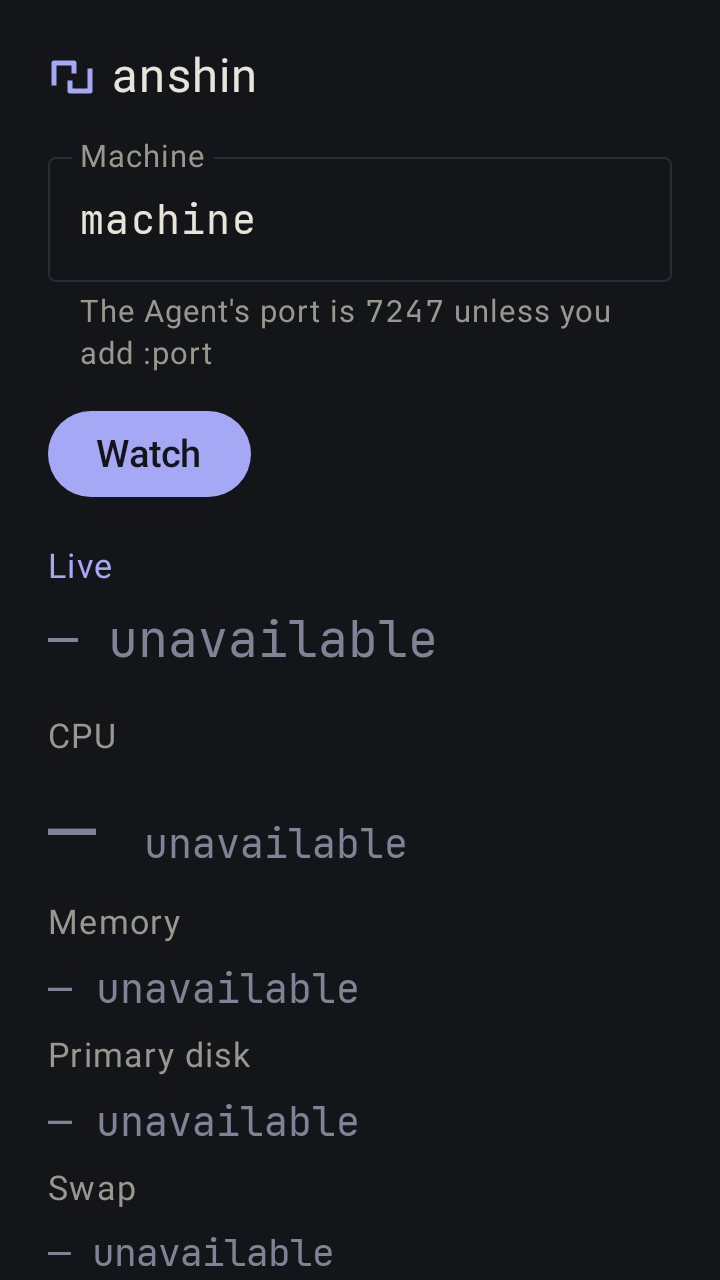 anshin
Machine
machine
The Agent's port is 7247 unless you
add :port
Watch
Live
— unavailable
CPU
— unavailable
Memory
— unavailable
Primary disk
— unavailable
Swap
— unavailable